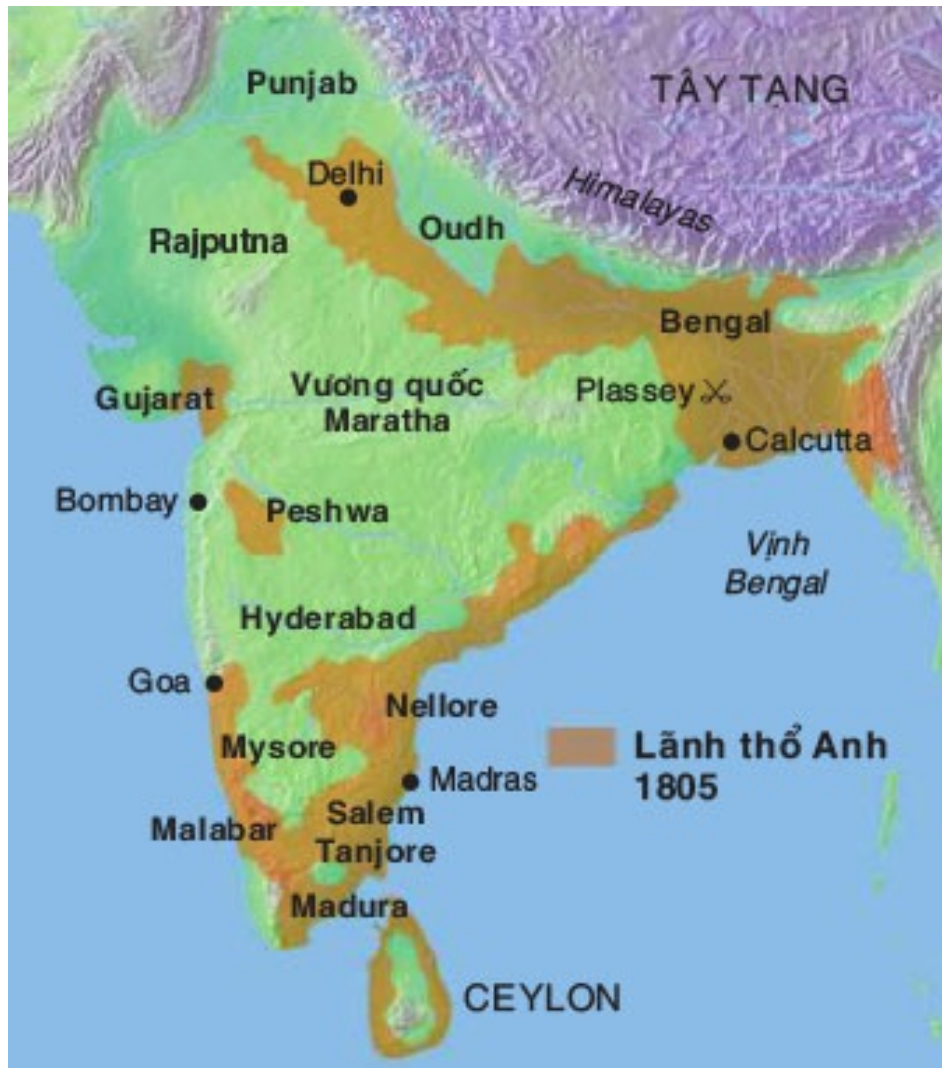 Punjab
TÂY TẠNG
Delhi
Himalayas
Oudh
Rajputna
Bengal
Vương quốc
Maratha
Plassey
Gujarat
Calcutta
Bombay
Peshwa
Vịnh
Bengal
Hyderabad
Goa
Nellore
Mysore
Lãnh thổ Anh
1805
Madras
Salem
Malabar
Tanjore
Madura
CEYLON